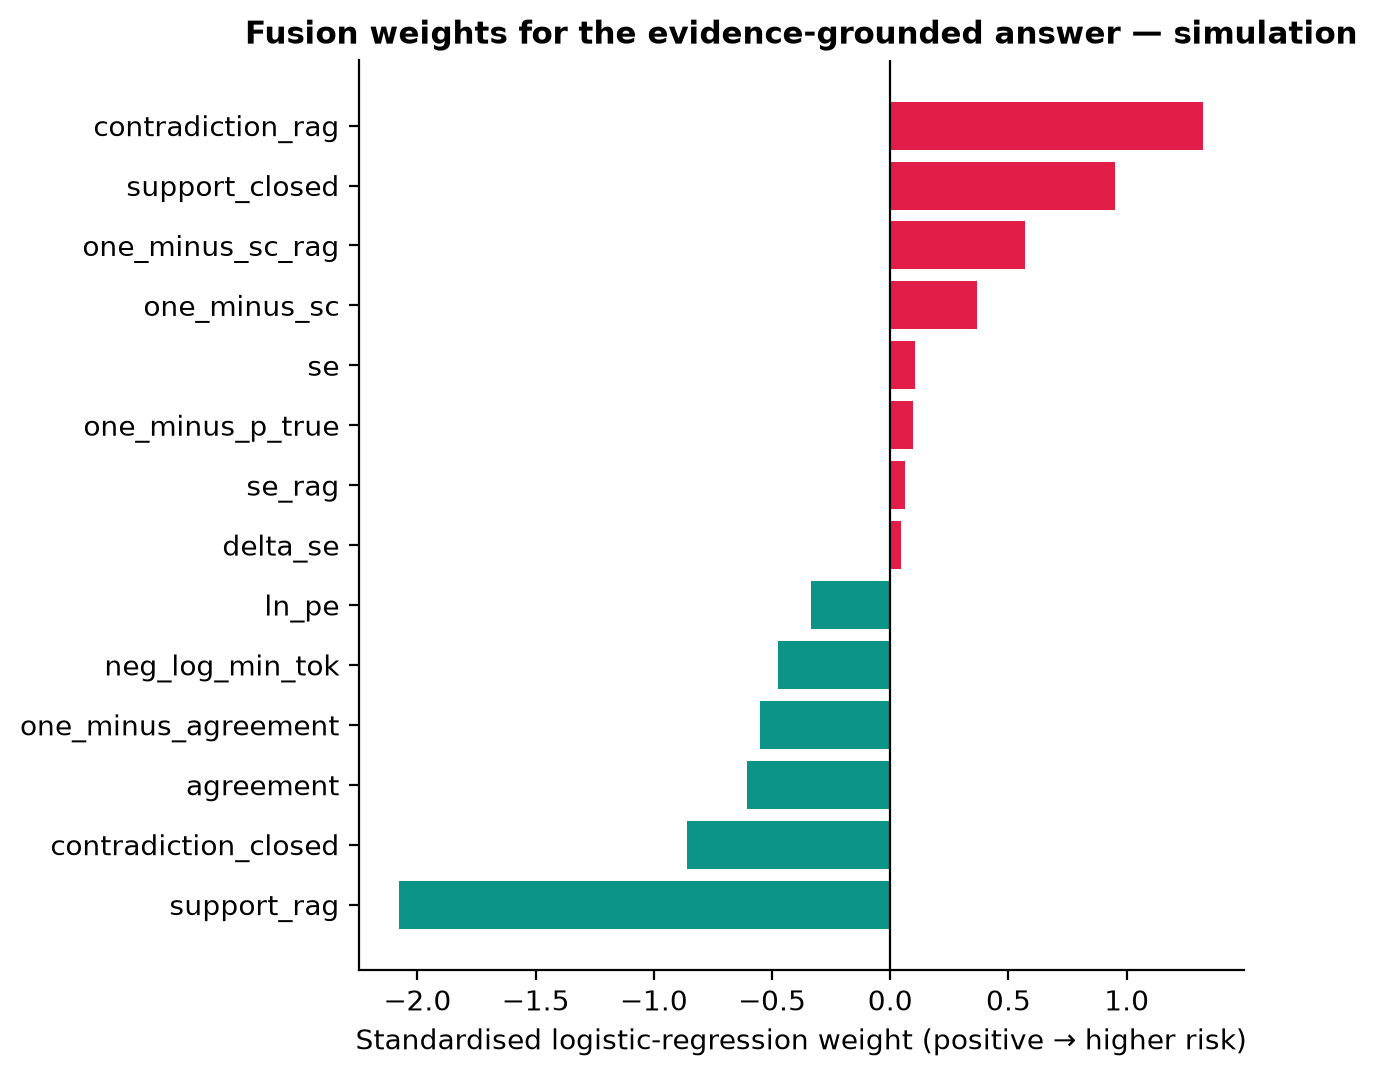 Fusion weights for the evidence-grounded answer — simulation
contradiction_rag
support_closed
one_minus_sc_rag
one_minus_sc
se
one_minus_p_true
se_rag
delta_se
ln_pe
neg_log_min_tok
one_minus_agreement
agreement
contradiction_closed
support_rag
−2.0 −1.5 −1.0 −0.5 0.0 0.5 1.0
Standardised logistic-regression weight (positive → higher risk)